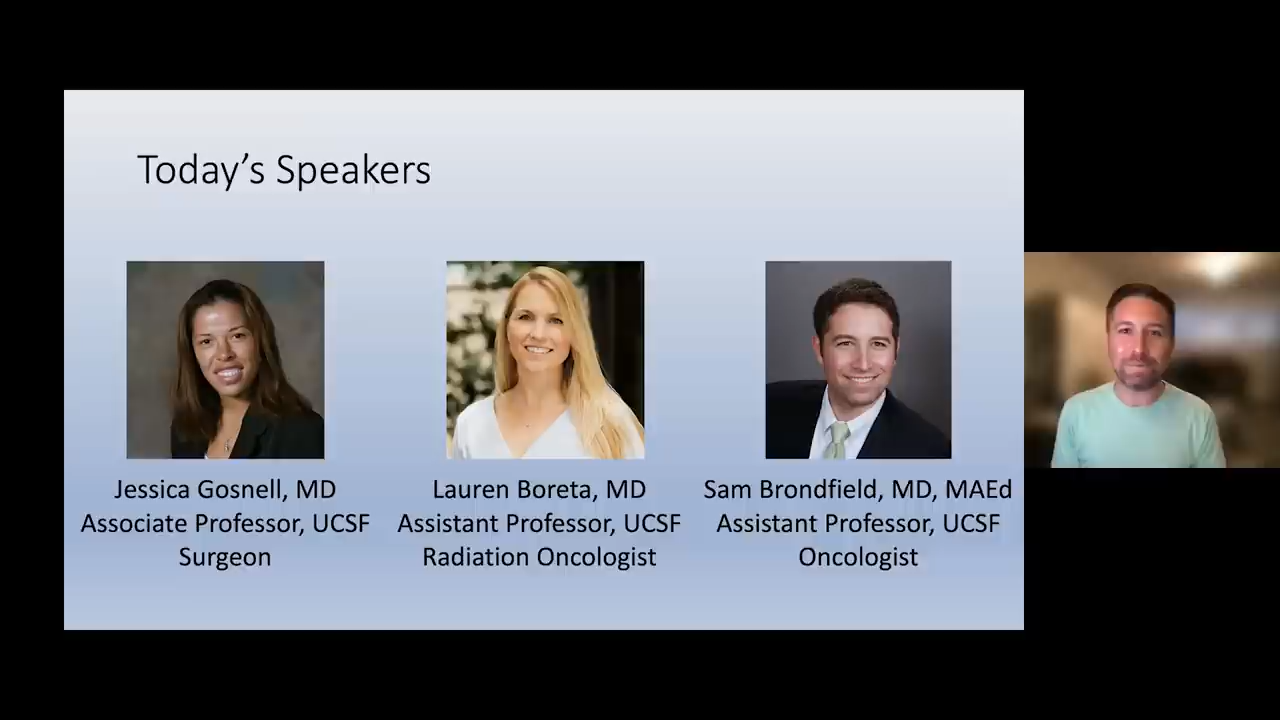 Today's Speakers
Jessica Gosnell, MD
Associate Professor, UCSF
Surgeon
Lauren Boreta, MD
Assistant Professor, UCSF
Radiation Oncologist
Sam Brondfield, MD, MAEd
Assistant Professor, UCSF
Oncologist